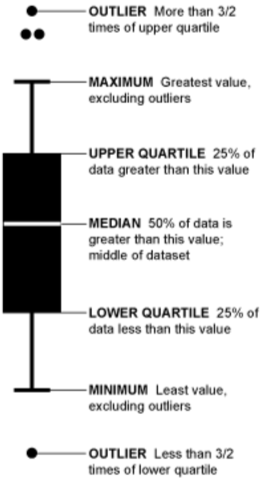 OUTLIER More than 3/2
times of upper quartile
MAXIMUM Greatest value,
excluding outliers
UPPER QUARTILE 25% of
data greater than this value
MEDIAN 50% of data is
greater than this value;
middle of dataset
LOWER QUARTILE 25% of
data less than this value
MINIMUM Least value,
excluding outliers
OUTLIER Less than 3/2
times of lower quartile